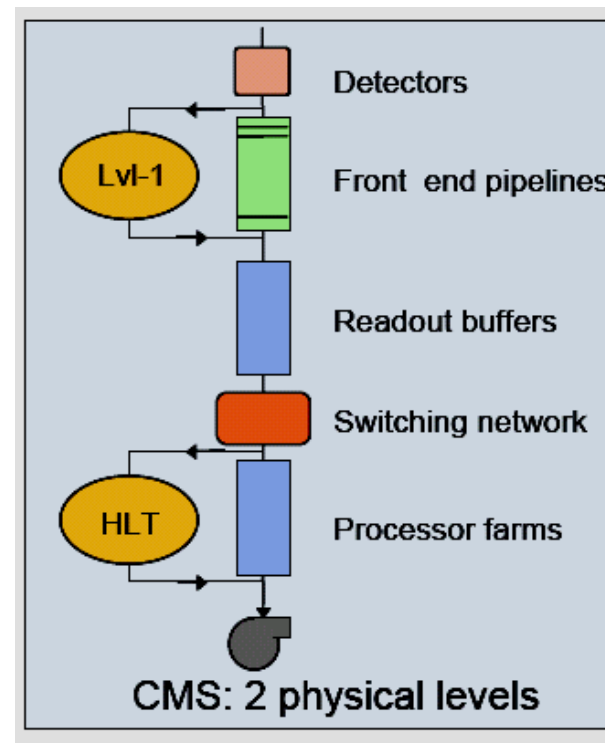 Detectors
Lvl-1
Front end pipelines
Readout buffers
Switching network
HLT
Processor farms
CMS: 2 physical levels